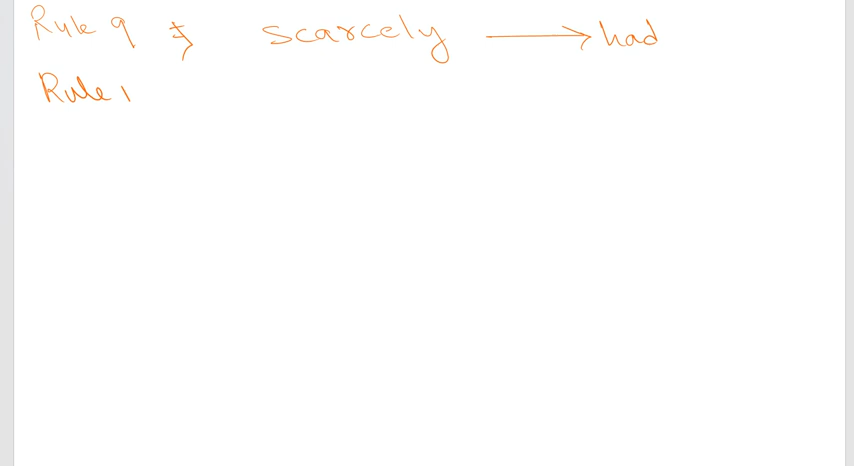 Rule 9 => scarcely → had
Rule 1